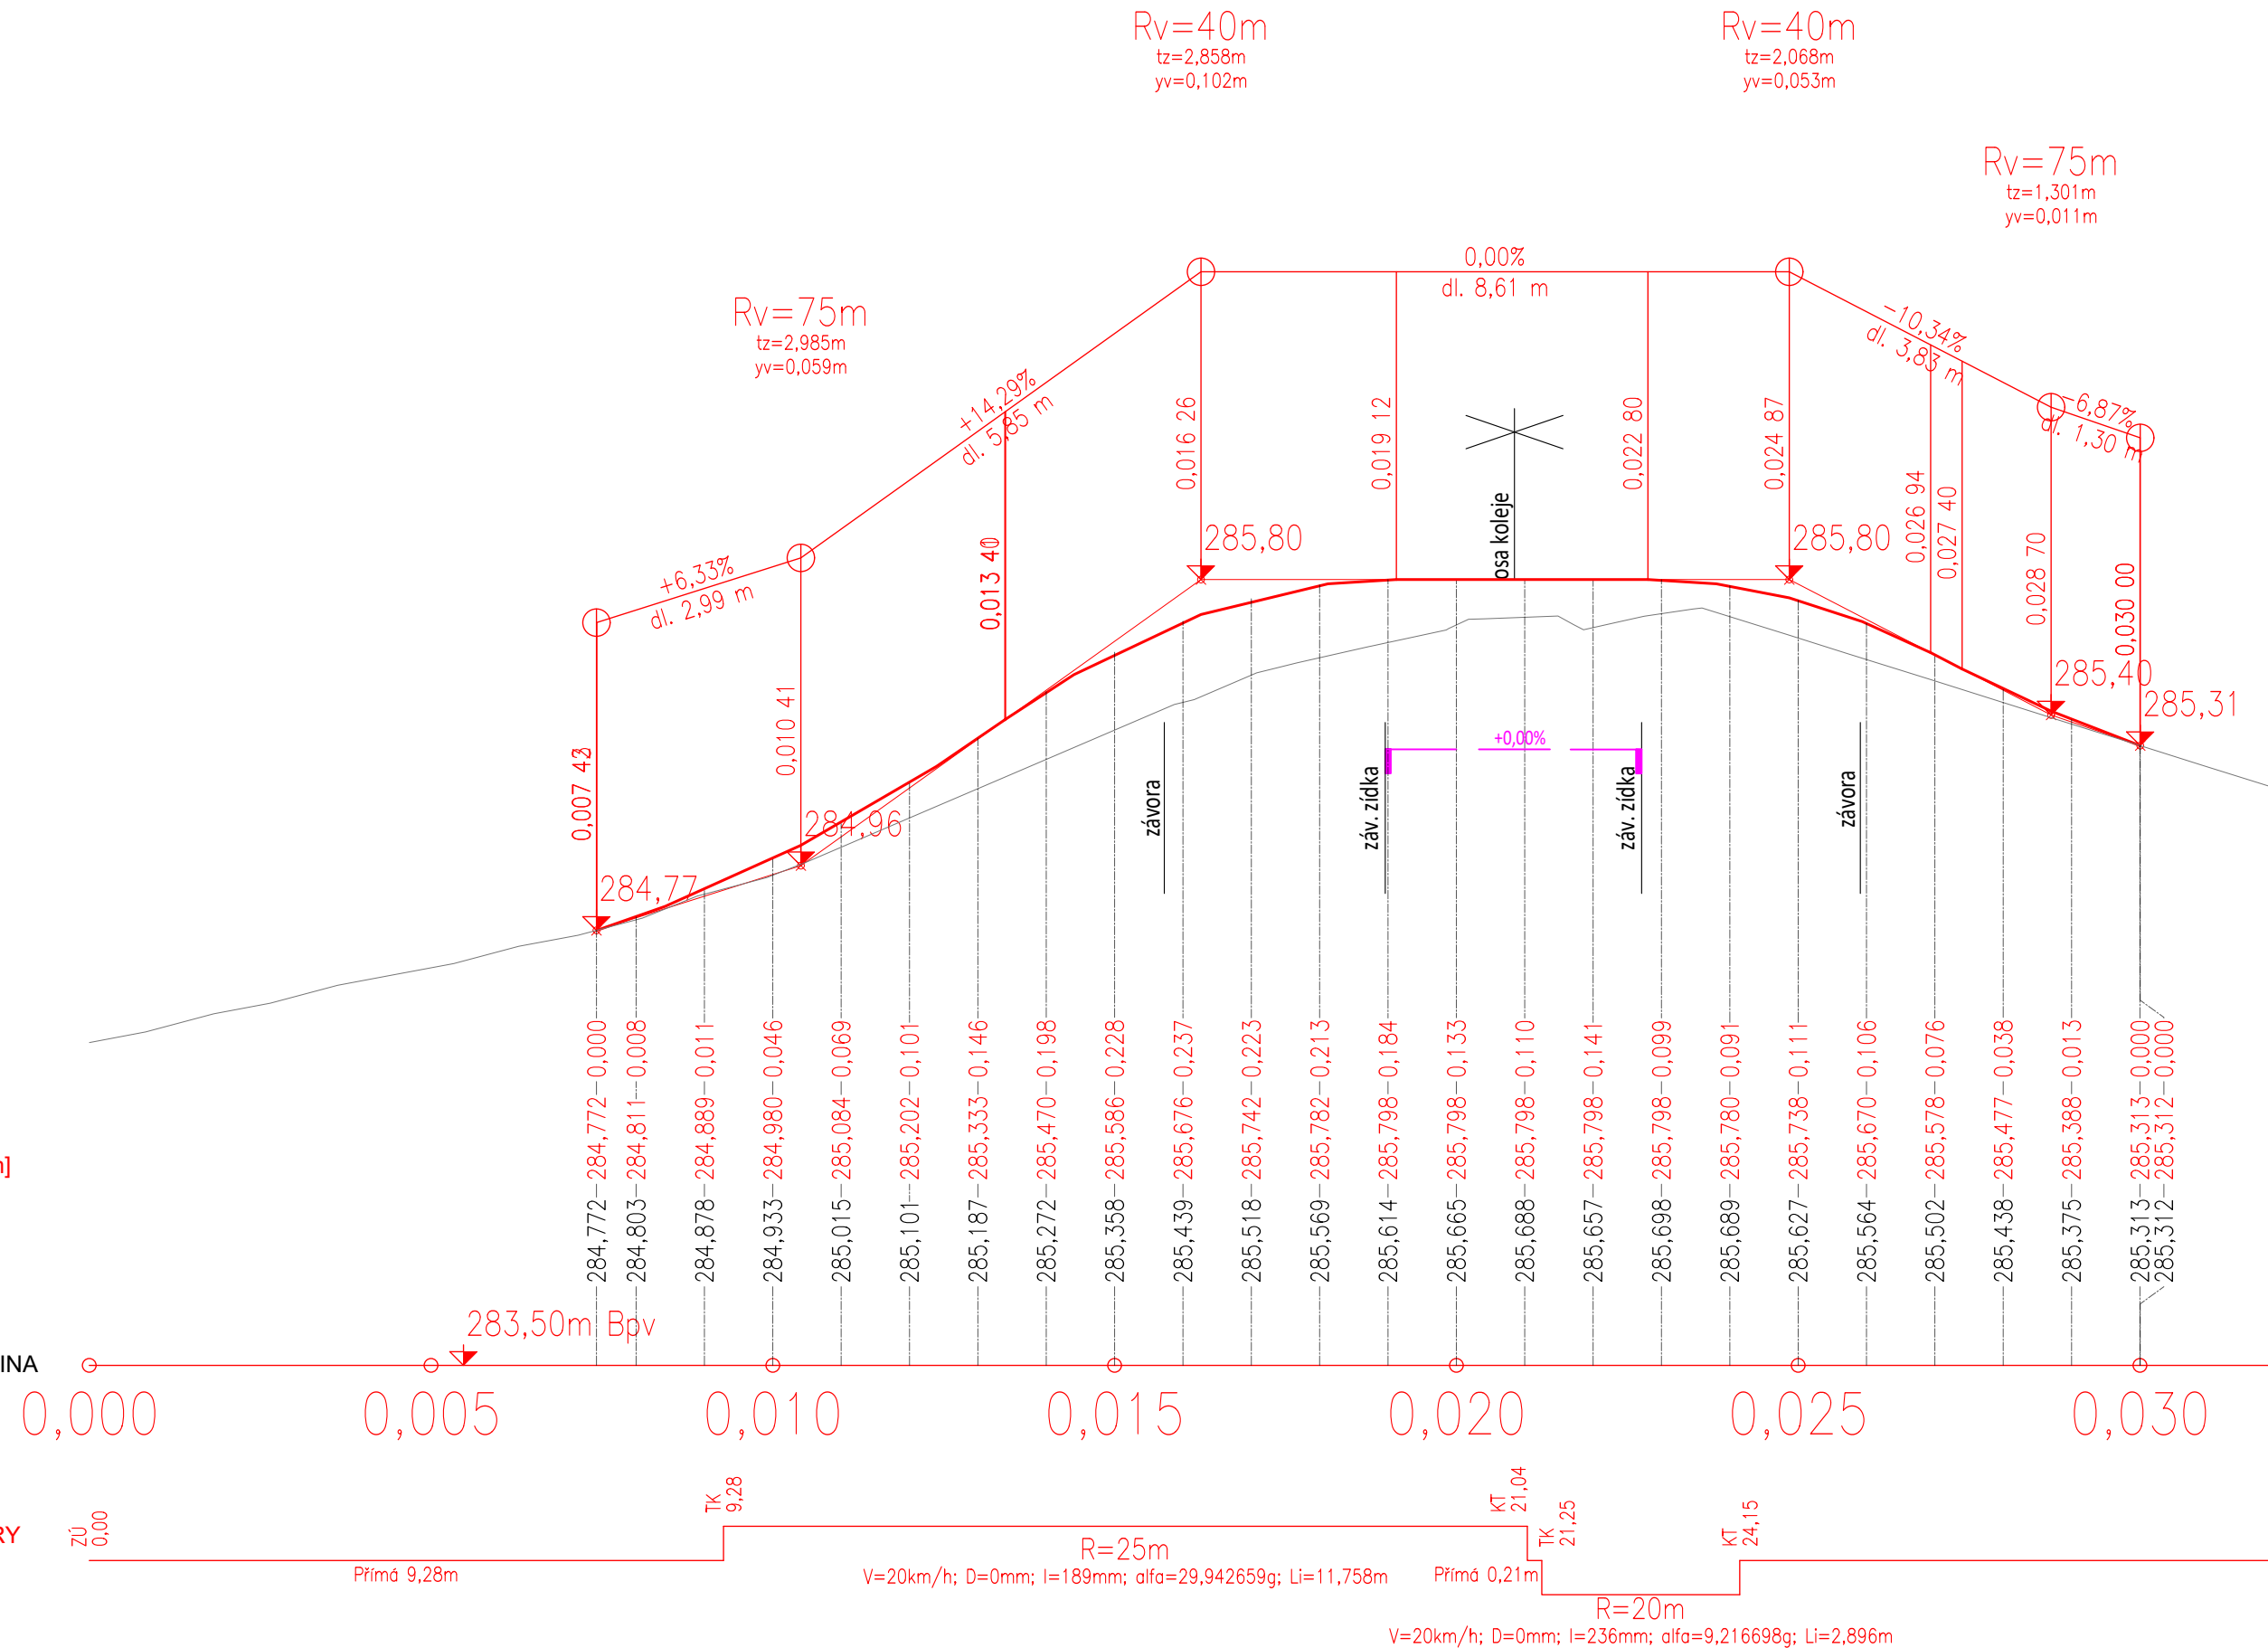 Rv=40m
tz=2,858m
yv=0,102m
Rv=40m
tz=2,068m
yv=0,053m
Rv=75m
tz=1,301m
yv=0,011m
Rv=75m
tz=2,985m
yv=0,059m
0,00%
dl. 8,61 m
-10,34%
dl. 3,83 m
-6,87%
dl. 1,30 m
+14,29%
dl. 5,85 m
+6,33%
dl. 2,99 m
0,010 41
0,016 26
0,019 12
osa koleje
0,022 80
0,024 87
0,026 94
0,027 40
0,028 70
0,030 00
284,77
284,96
285,80
285,80
285,40
285,31
závora
záv. zídka
+0,00%
záv. zídka
závora
284,772 284,772 0,000
284,803 284,811 0,008
284,878 284,889 0,011
284,933 284,980 0,046
285,015 285,084 0,069
285,101 285,202 0,101
285,187 285,333 0,146
285,272 285,470 0,198
285,358 285,586 0,228
285,439 285,676 0,237
285,518 285,742 0,223
285,569 285,782 0,213
285,614 285,798 0,184
285,665 285,798 0,133
285,688 285,798 0,110
285,657 285,798 0,141
285,698 285,798 0,099
285,689 285,780 0,091
285,627 285,738 0,111
285,564 285,670 0,106
285,502 285,578 0,076
285,438 285,477 0,038
285,375 285,388 0,013
285,313 285,313 0,000
285,312 285,312 0,000
283,50m Bpv
INA
0,000
0,005
0,010
0,015
0,020
0,025
0,030
RY
ZÚ
0,00
Přímá 9,28m
TK
9,28
R=25m
V=20km/h; D=0mm; I=189mm; alfa=29,942659g; Li=11,758m
KT
21,04
Přímá 0,21m
TK
21,25
KT
24,15
R=20m
V=20km/h; D=0mm; I=236mm; alfa=9,216698g; Li=2,896m